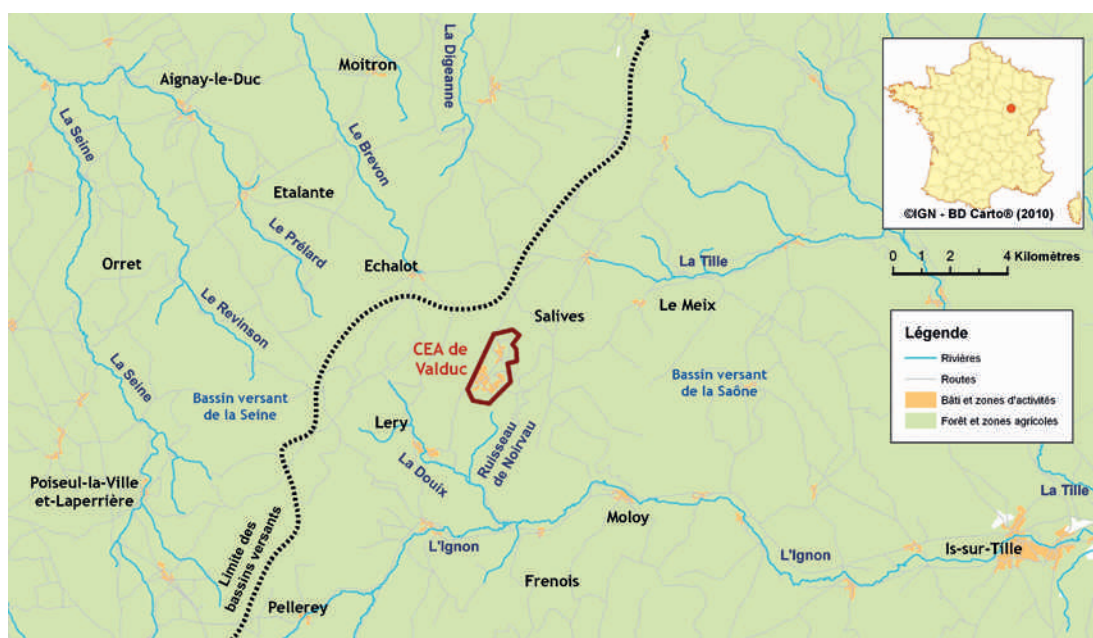 Aignay-le-Duc
Moitron
La Digeanne
La Seine
Le Brevon
Etalante
Le Prélard
Orret
Echalot
Le Revinson
La Seine
Bassin versant
de la Seine
CEA de
Valduc
Salives
La Tille
Le Meix
Bassin versant
de la Saône
Lery
La Douix
Ruisseau
de Noirvau
Poiseul-la-Ville
et-Laperrière
Limite des
bassins versants
L'Ignon
Moloy
L'Ignon
Is-sur-Tille
La Tille
Frenois
Pellerey
©IGN - BD Carto® (2010)
0 2 4 Kilomètres
Légende
Rivières
Routes
Bâti et zones d'activités
Forêt et zones agricoles